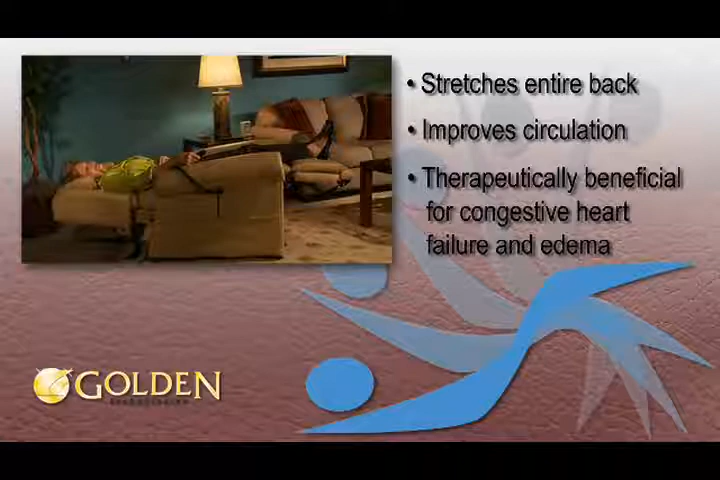 • Stretches entire back
• Improves circulation
• Therapeutically beneficial
for congestive heart
failure and edema
GOLDEN